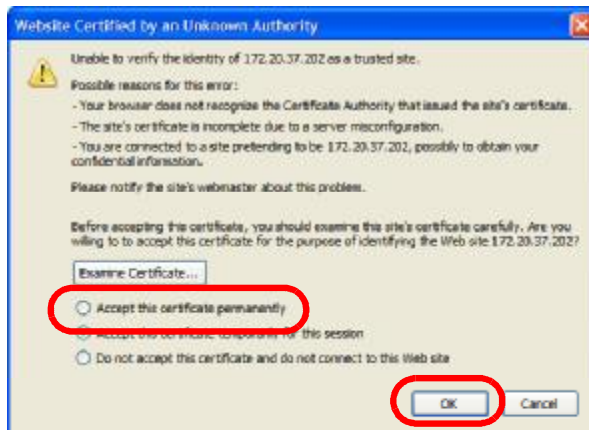 Website Certified by an Unknown Authority
Unable to verify the identity of 172.20.37.202 as a trusted site.
Possible reasons for this error:
- Your browser does not recognize the Certificate Authority that issued the site's certificate.
- The site's certificate is incomplete due to a server misconfiguration.
- You are connected to a site pretending to be 172.20.37.202, possibly to obtain your
confidential information.
Please notify the site's webmaster about this problem.
Before accepting this certificate, you should examine this site's certificate carefully. Are you
willing to to accept this certificate for the purpose of identifying the Web site 172.20.37.202?
Examine Certificate...
Accept this certificate permanently
Accept this certificate temporarily for this session
Do not accept this certificate and do not connect to this Web site
OK
Cancel